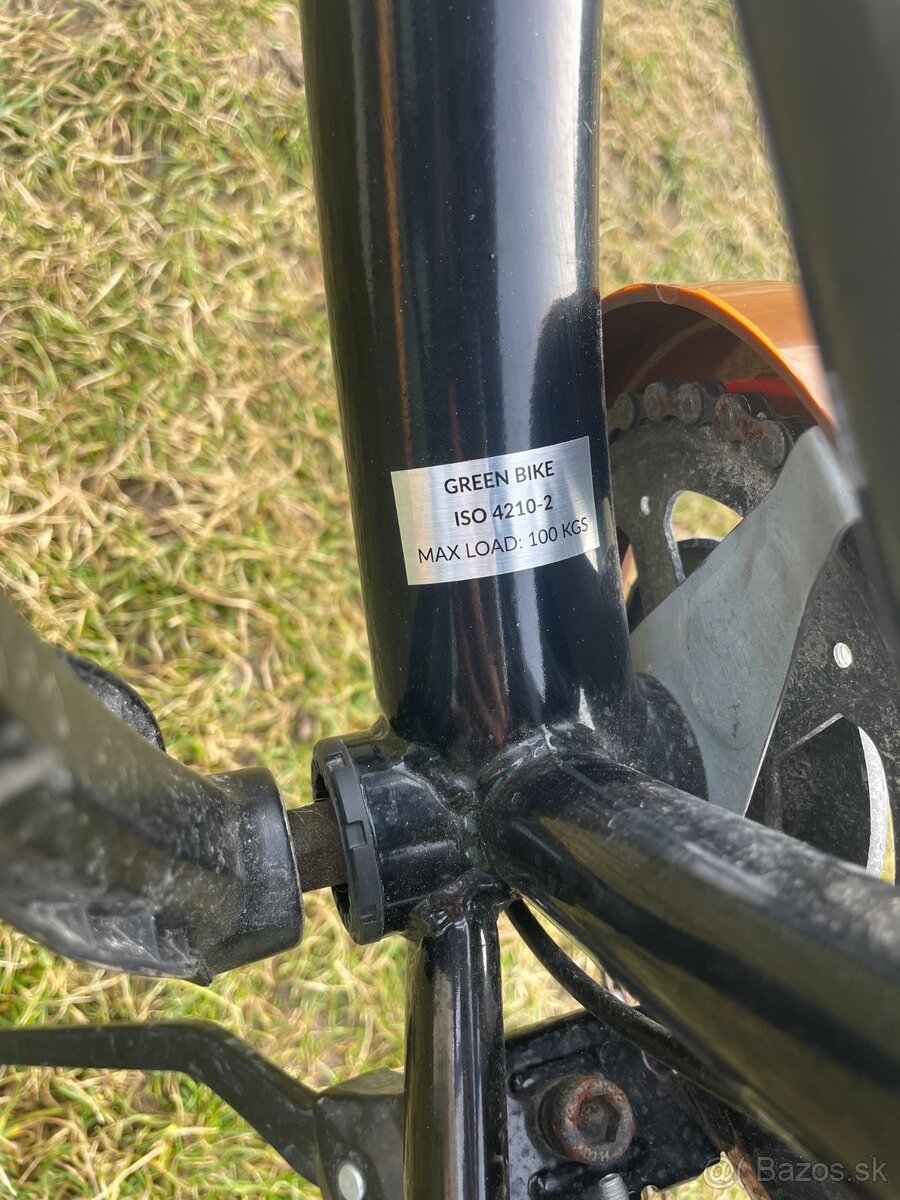 GREEN BIKE
ISO 4210-2
MAX LOAD: 100 KGS
@( Bazos.sk